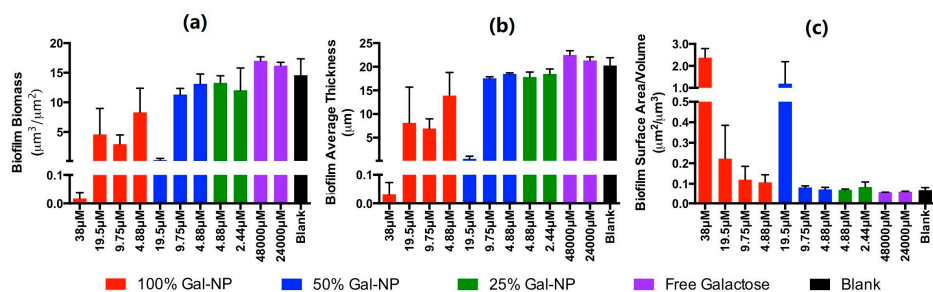 (a)
Biofilm Biomass
(μm³/μm²)
20
15
10
5
0.1
0.0
38μM
19.5μM
9.75μM
4.88μM
19.5μM
9.75μM
4.88μM
4.88μM
2.44μM
48000μM
24000μM
Blank
(b)
Biofilm Average Thickness
(μm)
25
20
15
10
5
0.1
0.0
38μM
19.5μM
9.75μM
4.88μM
19.5μM
9.75μM
4.88μM
4.88μM
2.44μM
48000μM
24000μM
Blank
(c)
Biofilm Surface Area/Volume
(μm²/μm³)
3.0
2.0
1.0
0.5
0.4
0.3
0.2
0.1
0.0
38μM
19.5μM
9.75μM
4.88μM
19.5μM
9.75μM
4.88μM
4.88μM
2.44μM
48000μM
24000μM
Blank
100% Gal-NP
50% Gal-NP
25% Gal-NP
Free Galactose
Blank